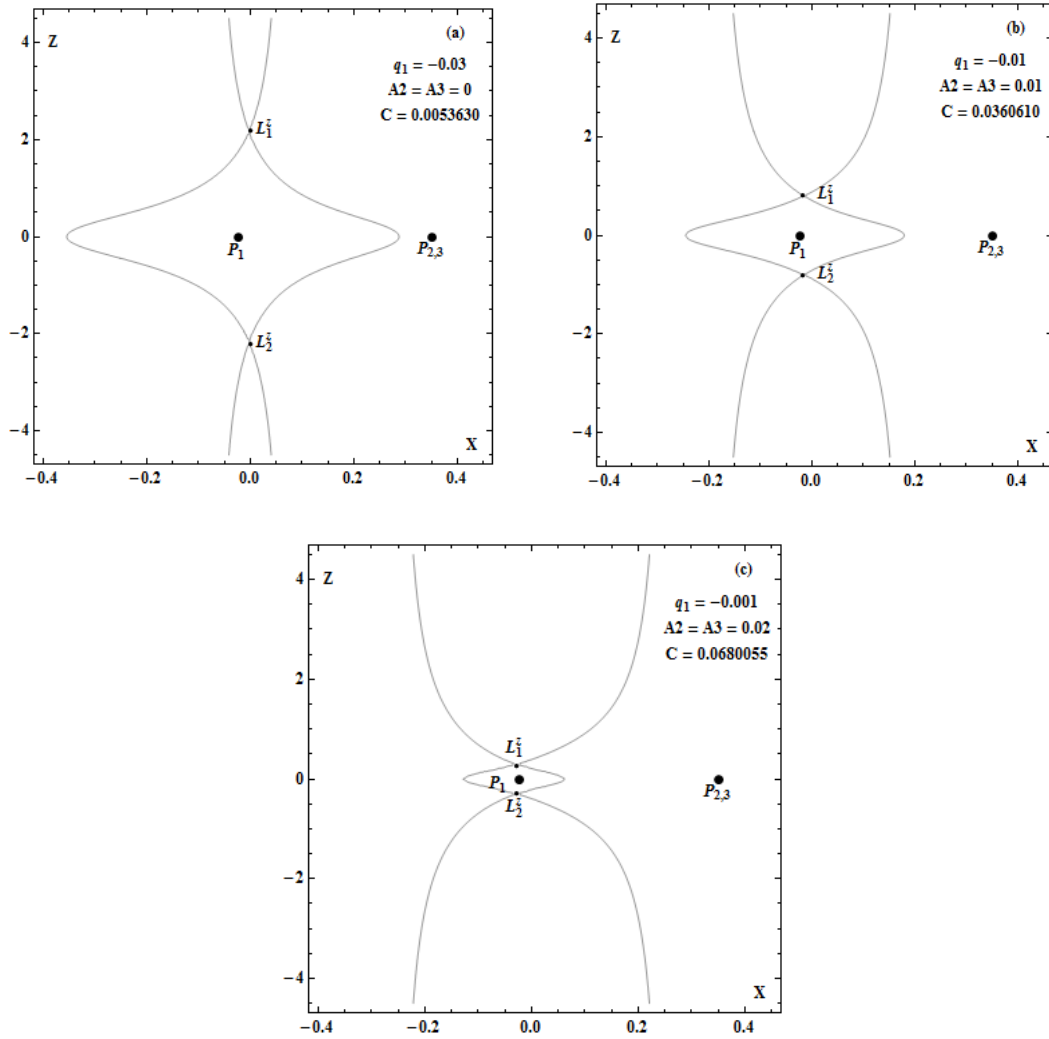 (a)
Z
q₁ = −0.03
A2 = A3 = 0
C = 0.0053630
4
2
0
−2
−4
L₁ᶻ
P₁
P₂,₃
L₂ᶻ
X
−0.4 −0.2 0.0 0.2 0.4
(b)
Z
q₁ = −0.01
A2 = A3 = 0.01
C = 0.0360610
4
2
0
−2
−4
L₁ᶻ
P₁
P₂,₃
L₂ᶻ
X
−0.4 −0.2 0.0 0.2 0.4
(c)
Z
q₁ = −0.001
A2 = A3 = 0.02
C = 0.0680055
4
2
0
−2
−4
L₁ᶻ
P₁
P₂,₃
L₂ᶻ
X
−0.4 −0.2 0.0 0.2 0.4